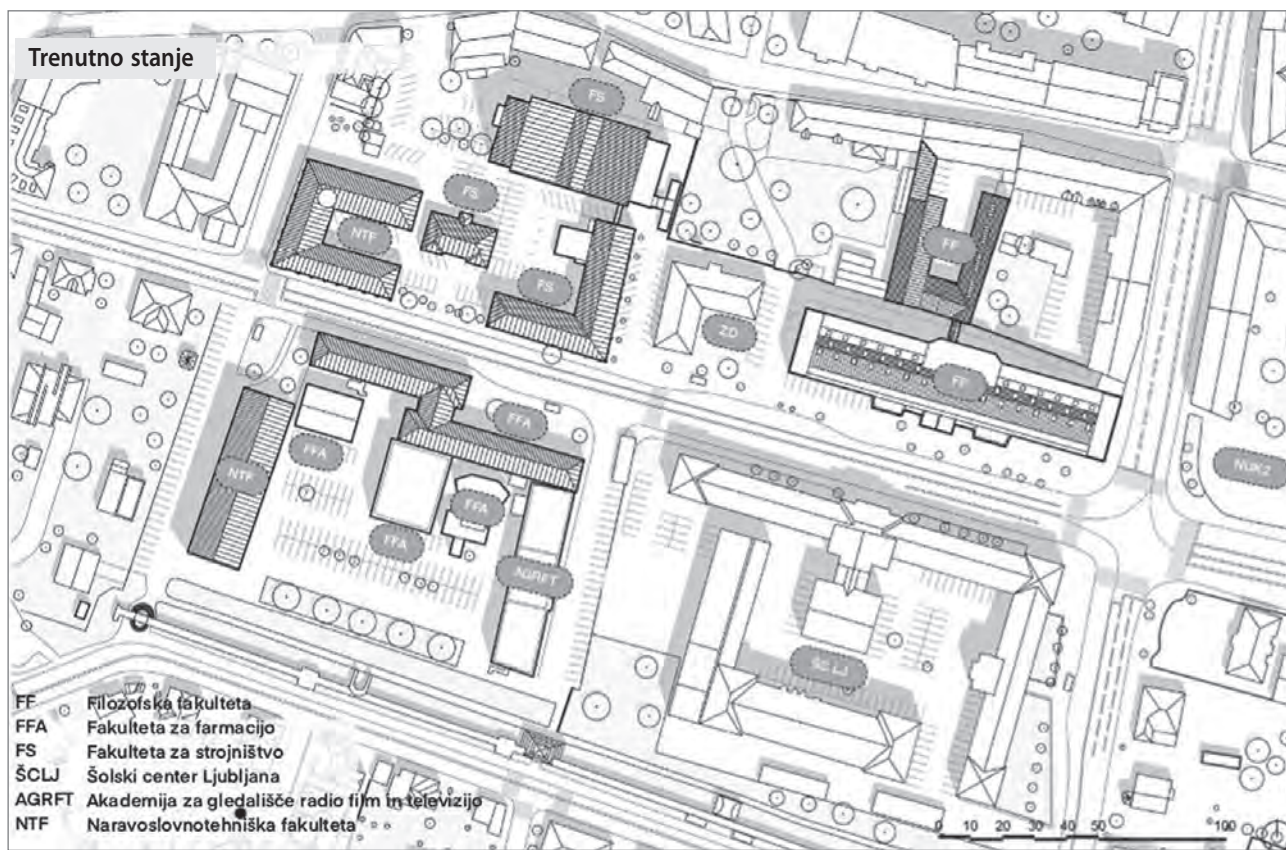 Trenutno stanje
FS
FS
NTF
FS
FF
ZD
FF
FFA
FFA
NTF
FFA
FFA
AGRFT
NUK2
ŠC LJ
FF Filozofska fakulteta
FFA Fakulteta za farmacijo
FS Fakulteta za strojništvo
ŠCLJ Šolski center Ljubljana
AGRFT Akademija za gledališče radio film in televizijo
NTF Naravoslovnotehniška fakulteta
0 10 20 30 40 50 100